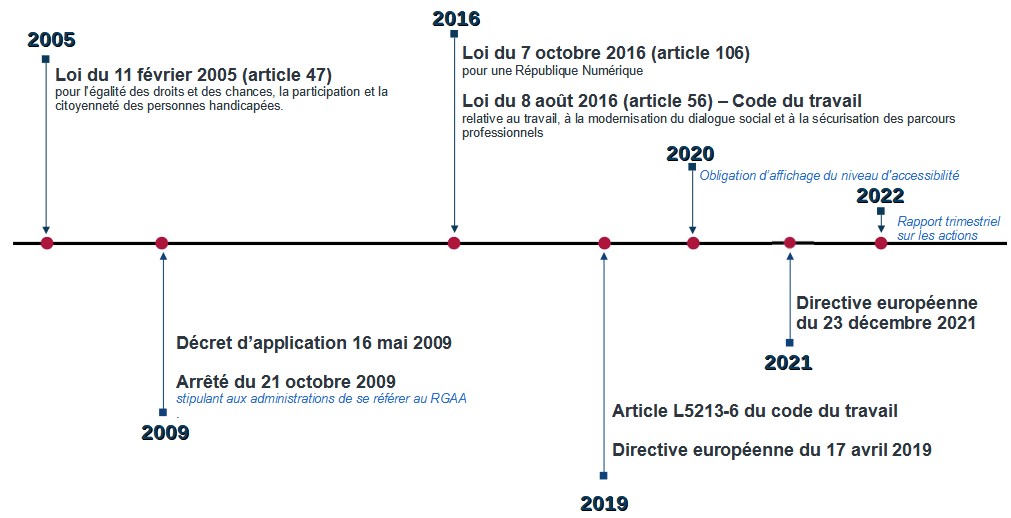 2005
Loi du 11 février 2005 (article 47)
pour l'égalité des droits et des chances, la participation et la
citoyenneté des personnes handicapées.
2016
Loi du 7 octobre 2016 (article 106)
pour une République Numérique
Loi du 8 août 2016 (article 56) – Code du travail
relative au travail, à la modernisation du dialogue social et à la sécurisation des parcours
professionnels
2020
Obligation d'affichage du niveau d'accessibilité
2022
Rapport trimestriel
sur les actions
Décret d'application 16 mai 2009
Arrêté du 21 octobre 2009
stipulant aux administrations de se référer au RGAA
.
2009
Article L5213-6 du code du travail
Directive européenne du 17 avril 2019
2019
Directive européenne
du 23 décembre 2021
2021